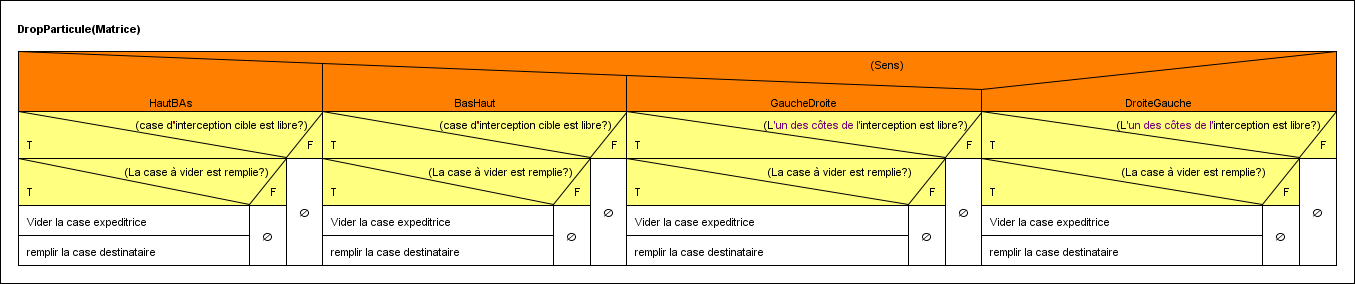 DropParticule(Matrice)
(Sens)
HautBAs BasHaut GaucheDroite DroiteGauche
(case d'interception cible est libre?) (case d'interception cible est libre?) (L'un des côtes de l'interception est libre?) (L'un des côtes de l'interception est libre?)
T F T F T F T F
(La case à vider est remplie?) (La case à vider est remplie?) (La case à vider est remplie?) (La case à vider est remplie?)
T F T F T F T F
Vider la case expeditrice ∅ Vider la case expeditrice ∅ Vider la case expeditrice ∅ Vider la case expeditrice ∅
∅ ∅ ∅ ∅
remplir la case destinataire remplir la case destinataire remplir la case destinataire remplir la case destinataire